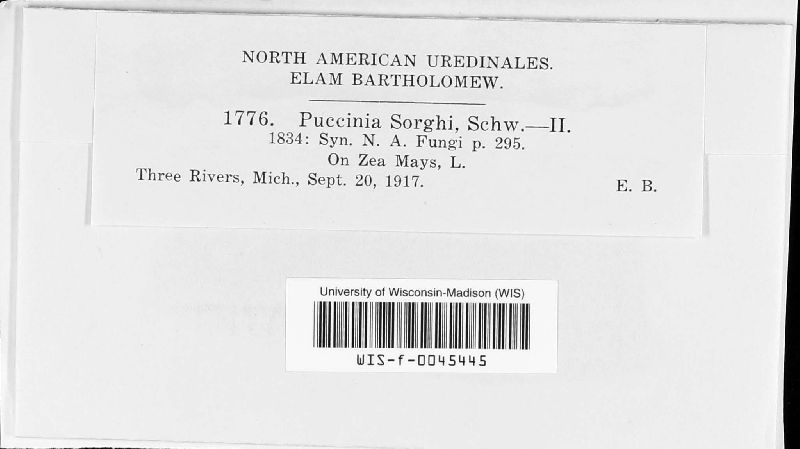 NORTH AMERICAN UREDINALES.
ELAM BARTHOLOMEW.
1776. Puccinia Sorghi, Schw.—II.
1834: Syn. N. A. Fungi p. 295.
On Zea Mays, L.
Three Rivers, Mich., Sept. 20, 1917. E. B.
University of Wisconsin-Madison (WIS)
WIS-f-0045445